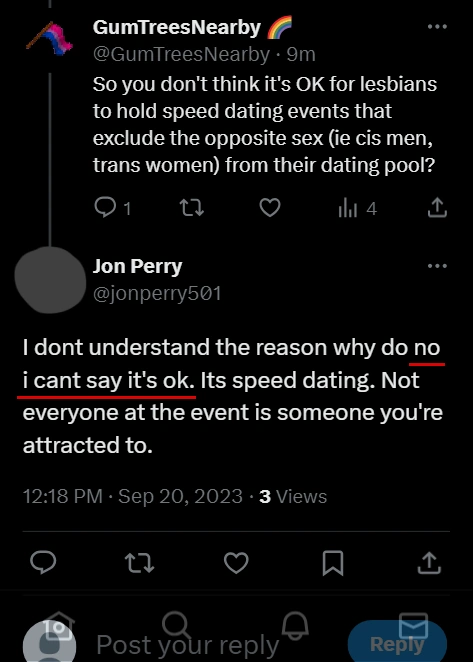 GumTreesNearby 🌈
@GumTreesNearby · 9m
So you don't think it's OK for lesbians
to hold speed dating events that
exclude the opposite sex (ie cis men,
trans women) from their dating pool?
1 4
Jon Perry
@jonperry501
I dont understand the reason why do no
i cant say it's ok. Its speed dating. Not
everyone at the event is someone you're
attracted to.
12:18 PM · Sep 20, 2023 · 3 Views
Post your reply
Reply